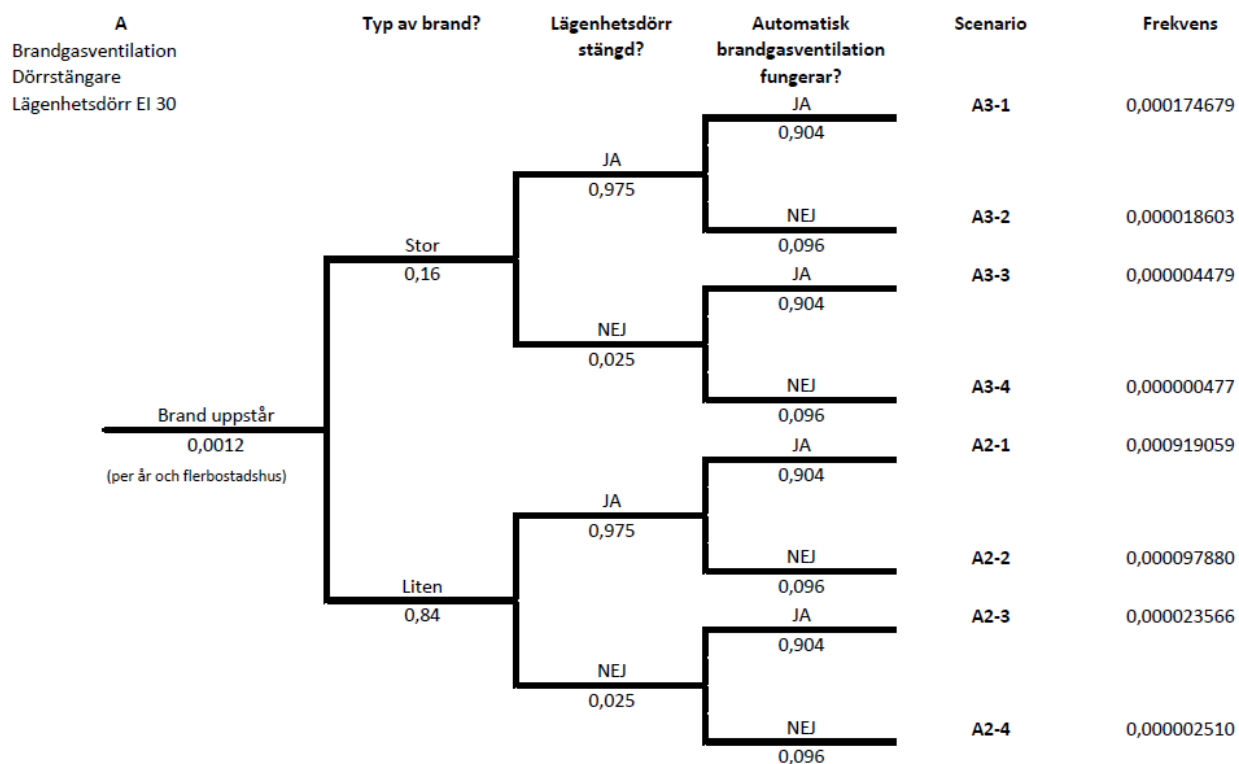 A
Brandgasventilation
Dörrstängare
Lägenhetsdörr EI 30
Typ av brand?
Lägenhetsdörr
stängd?
Automatisk
brandgasventilation
fungerar?
Scenario
Frekvens
JA
0,904
A3-1
0,000174679
JA
0,975
NEJ
0,096
A3-2
0,000018603
Stor
0,16
JA
0,904
A3-3
0,000004479
NEJ
0,025
NEJ
0,096
A3-4
0,000000477
Brand uppstår
0,0012
(per år och flerbostadshus)
JA
0,904
A2-1
0,000919059
JA
0,975
NEJ
0,096
A2-2
0,000097880
Liten
0,84
JA
0,904
A2-3
0,000023566
NEJ
0,025
NEJ
0,096
A2-4
0,000002510